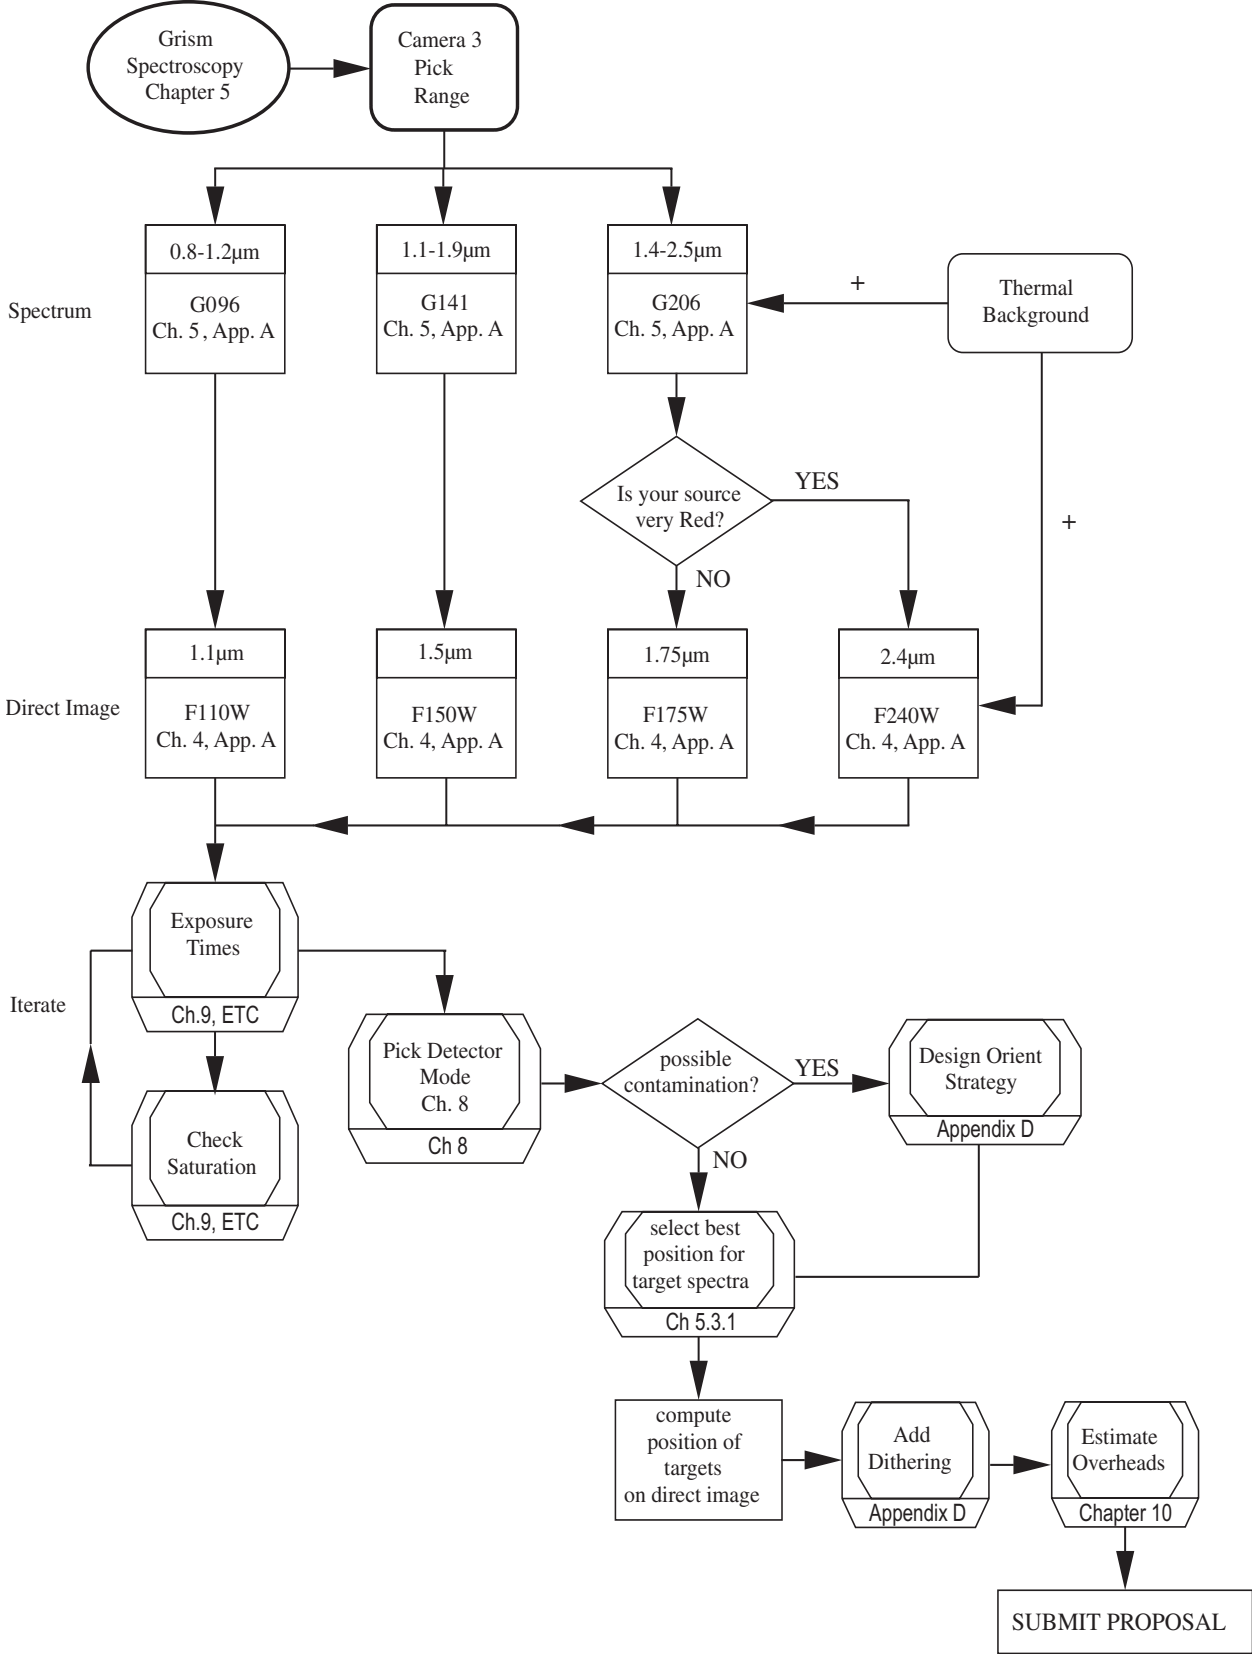 Grism
Spectroscopy
Chapter 5
Camera 3
Pick
Range
0.8-1.2µm
1.1-1.9µm
1.4-2.5µm
Spectrum
G096
Ch. 5, App. A
G141
Ch. 5, App. A
G206
Ch. 5, App. A
+
Thermal
Background
Is your source
very Red?
YES
NO
+
1.1µm
1.5µm
1.75µm
2.4µm
Direct Image
F110W
Ch. 4, App. A
F150W
Ch. 4, App. A
F175W
Ch. 4, App. A
F240W
Ch. 4, App. A
Exposure
Times
Ch.9, ETC
Iterate
Check
Saturation
Ch.9, ETC
Pick Detector
Mode
Ch. 8
Ch 8
possible
contamination?
YES
NO
Design Orient
Strategy
Appendix D
select best
position for
target spectra
Ch 5.3.1
compute
position of
targets
on direct image
Add
Dithering
Appendix D
Estimate
Overheads
Chapter 10
SUBMIT PROPOSAL